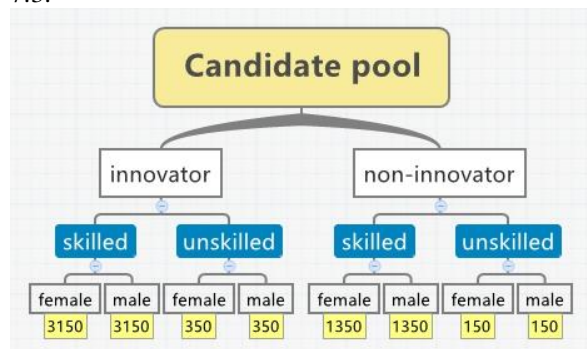 Candidate pool
innovator non-innovator
skilled unskilled skilled unskilled
female male female male female male female male
3150 3150 350 350 1350 1350 150 150